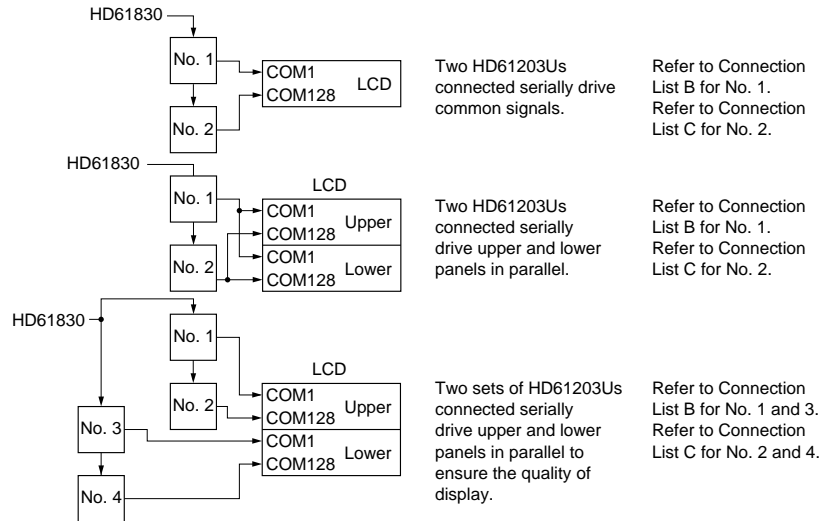 HD61830
No. 1
No. 2
COM1
COM128
LCD
Two HD61203Us
connected serially drive
common signals.
Refer to Connection
List B for No. 1.
Refer to Connection
List C for No. 2.
HD61830
No. 1
No. 2
LCD
COM1
COM128
Upper
COM1
COM128
Lower
Two HD61203Us
connected serially
drive upper and lower
panels in parallel.
Refer to Connection
List B for No. 1.
Refer to Connection
List C for No. 2.
HD61830
No. 1
No. 2
No. 3
No. 4
LCD
COM1
COM128
Upper
COM1
COM128
Lower
Two sets of HD61203Us
connected serially
drive upper and lower
panels in parallel to
ensure the quality of
display.
Refer to Connection
List B for No. 1 and 3.
Refer to Connection
List C for No. 2 and 4.